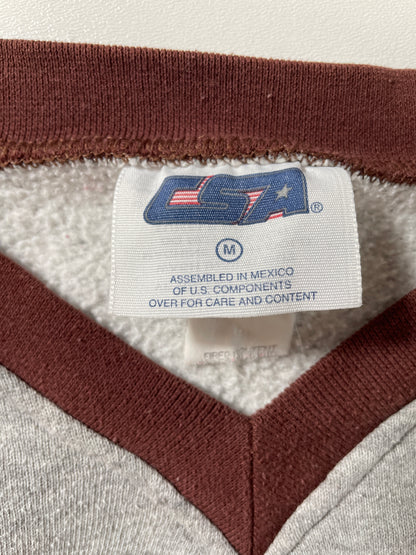 CSA®
M
ASSEMBLED IN MEXICO
OF U.S. COMPONENTS
OVER FOR CARE AND CONTENT